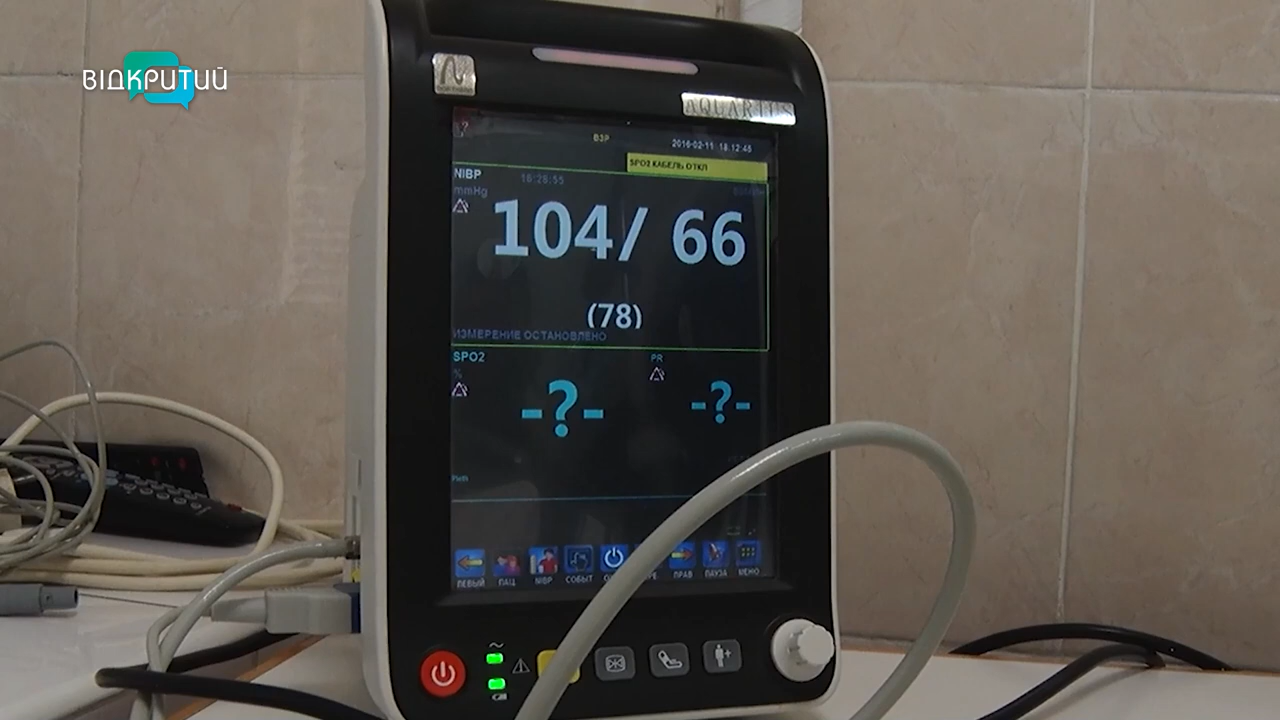 ВІДКРИТИЙ
AQUARIUS
ВЗР
2016-02-11 18:12:45
SPO2 КАБЕЛЬ ОТКЛ
NIBP
16:28:55
mmHg
104/ 66
(78)
ИЗМЕРЕНИЕ ОСТАНОВЛЕНО
SPO2
PR
%
-?-
-?-
ЛЕВЫЙ
ПАЦ
NIBP
СОБЫТ
ПРАВ
ПАУЗА
МЕНЮ